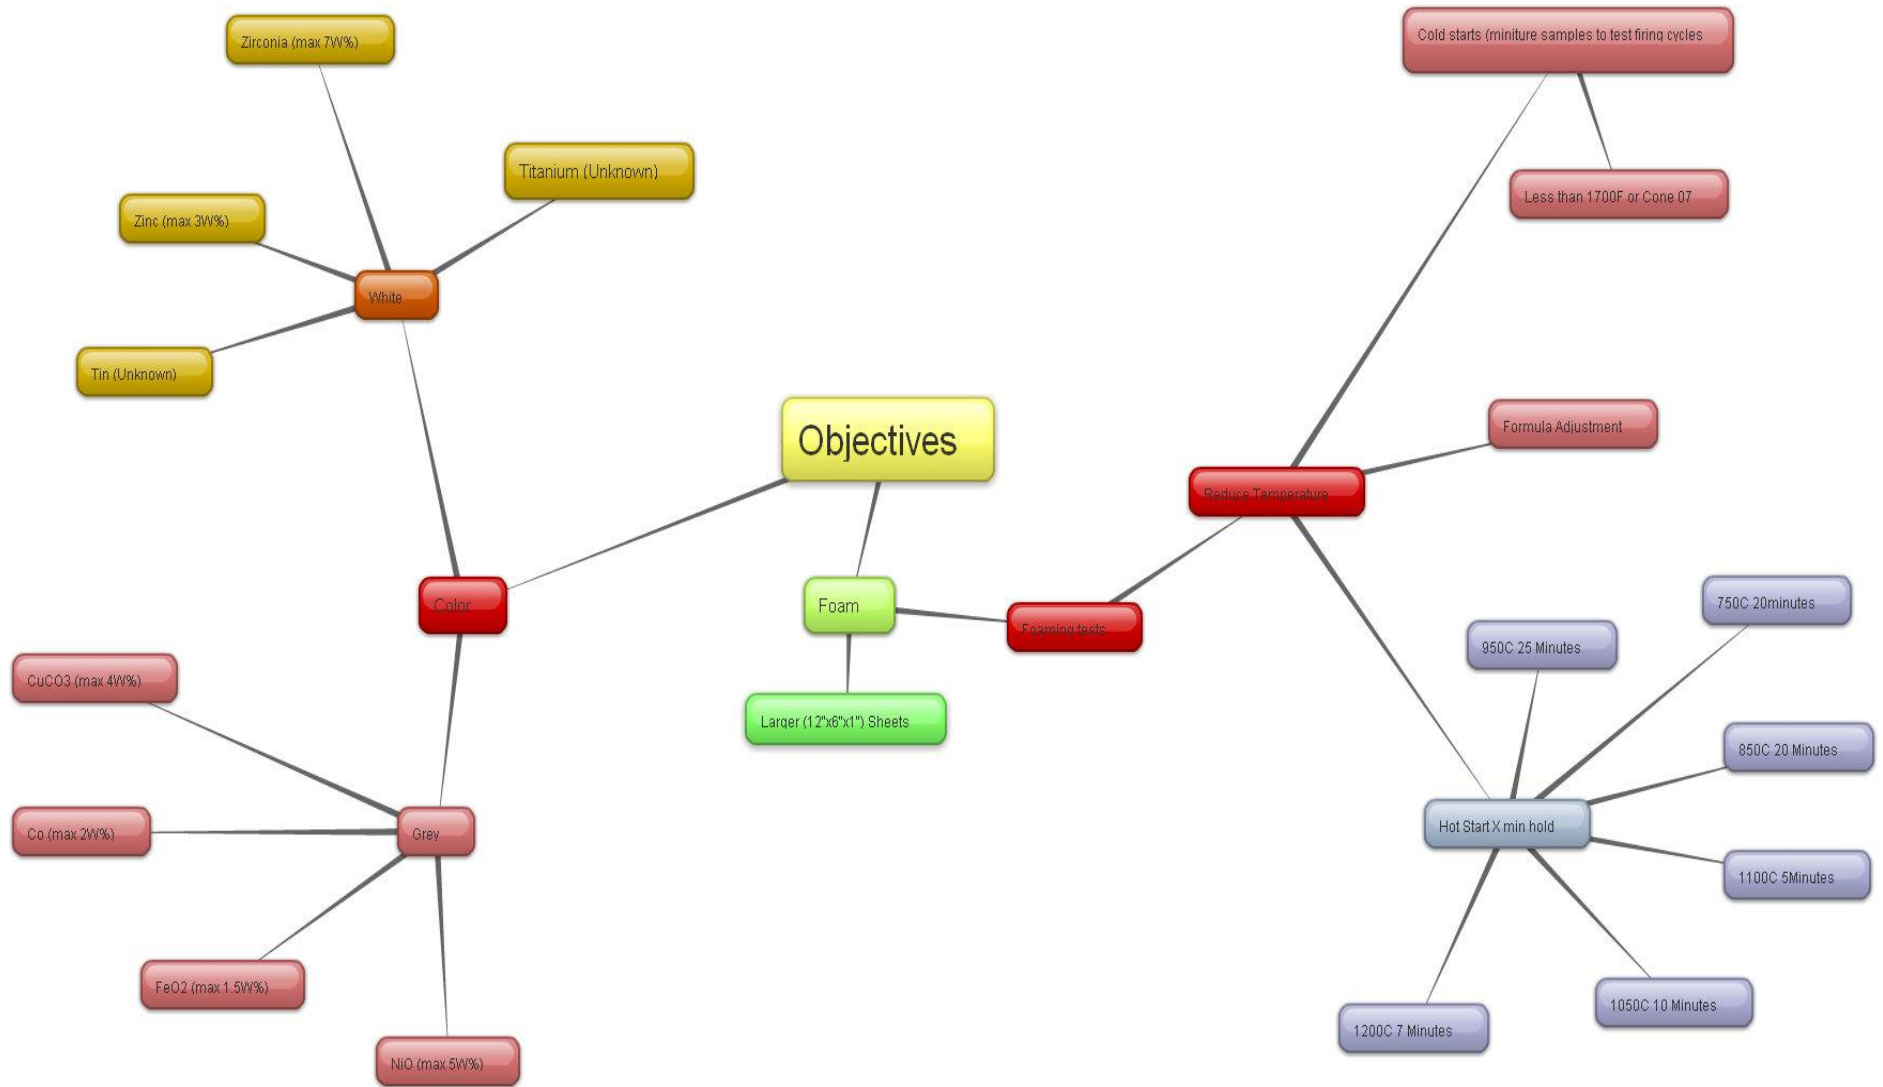 Zirconia (max 7W%)
Cold starts (miniture samples to test firing cycles
Titanium (Unknown)
Less than 1700F or Cone 07
Zinc (max 3W%)
White
Tin (Unknown)
Objectives
Formula Adjustment
Reduce Temperature
Color
Foam
Foaming tests
750C 20minutes
950C 25 Minutes
CuCO3 (max 4W%)
Larger (12"x6"x1") Sheets
850C 20 Minutes
Co (max 2W%)
Grey
Hot Start X min hold
1100C 5Minutes
FeO2 (max 1.5W%)
1050C 10 Minutes
1200C 7 Minutes
NiO (max 5W%)